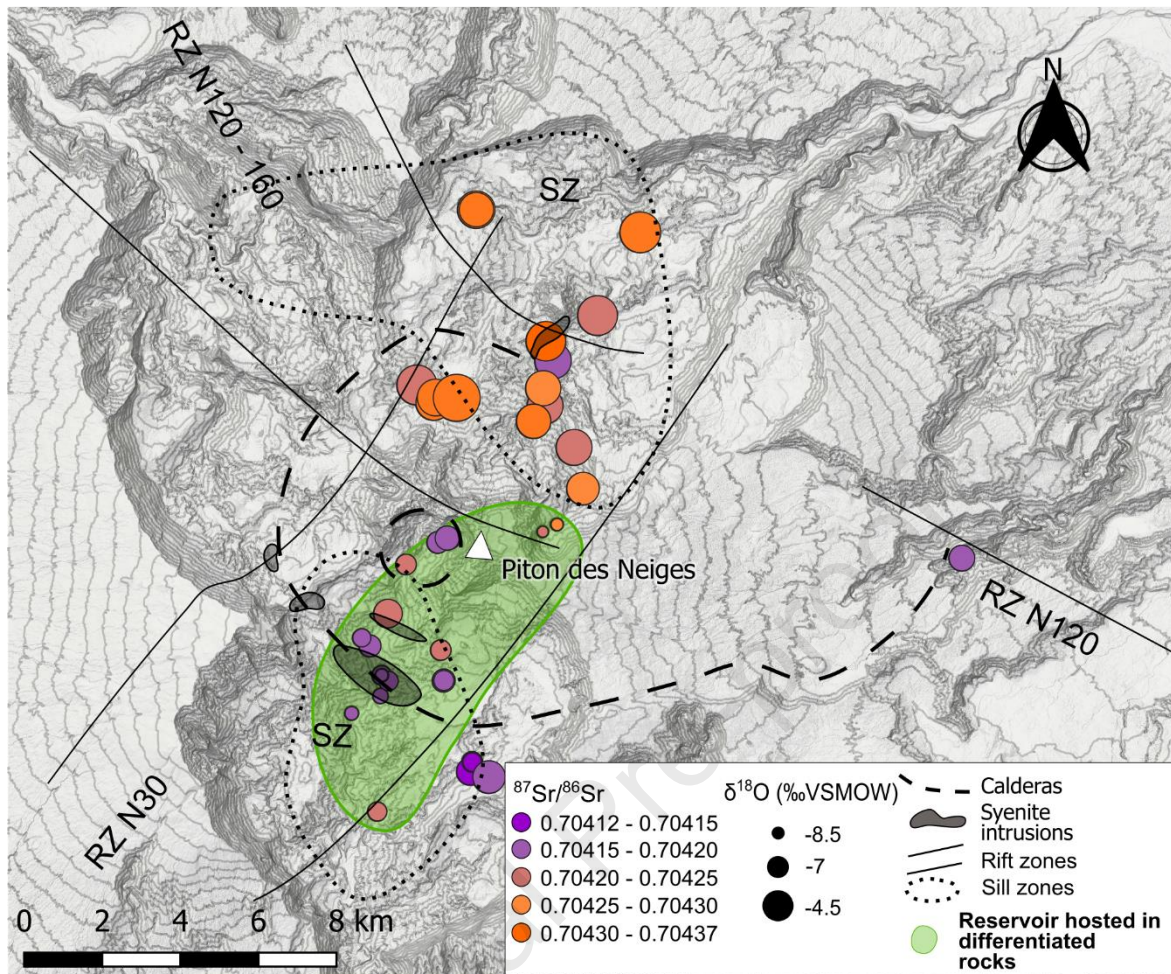 RZ N120 - 160
N
SZ
Piton des Neiges
RZ N120
SZ
RZ N30
0 2 4 6 8 km
⁸⁷Sr/⁸⁶Sr
0.70412 - 0.70415
0.70415 - 0.70420
0.70420 - 0.70425
0.70425 - 0.70430
0.70430 - 0.70437
δ¹⁸O (‰VSMOW)
-8.5
-7
-4.5
Calderas
Syenite
intrusions
Rift zones
Sill zones
Reservoir hosted in
differentiated
rocks